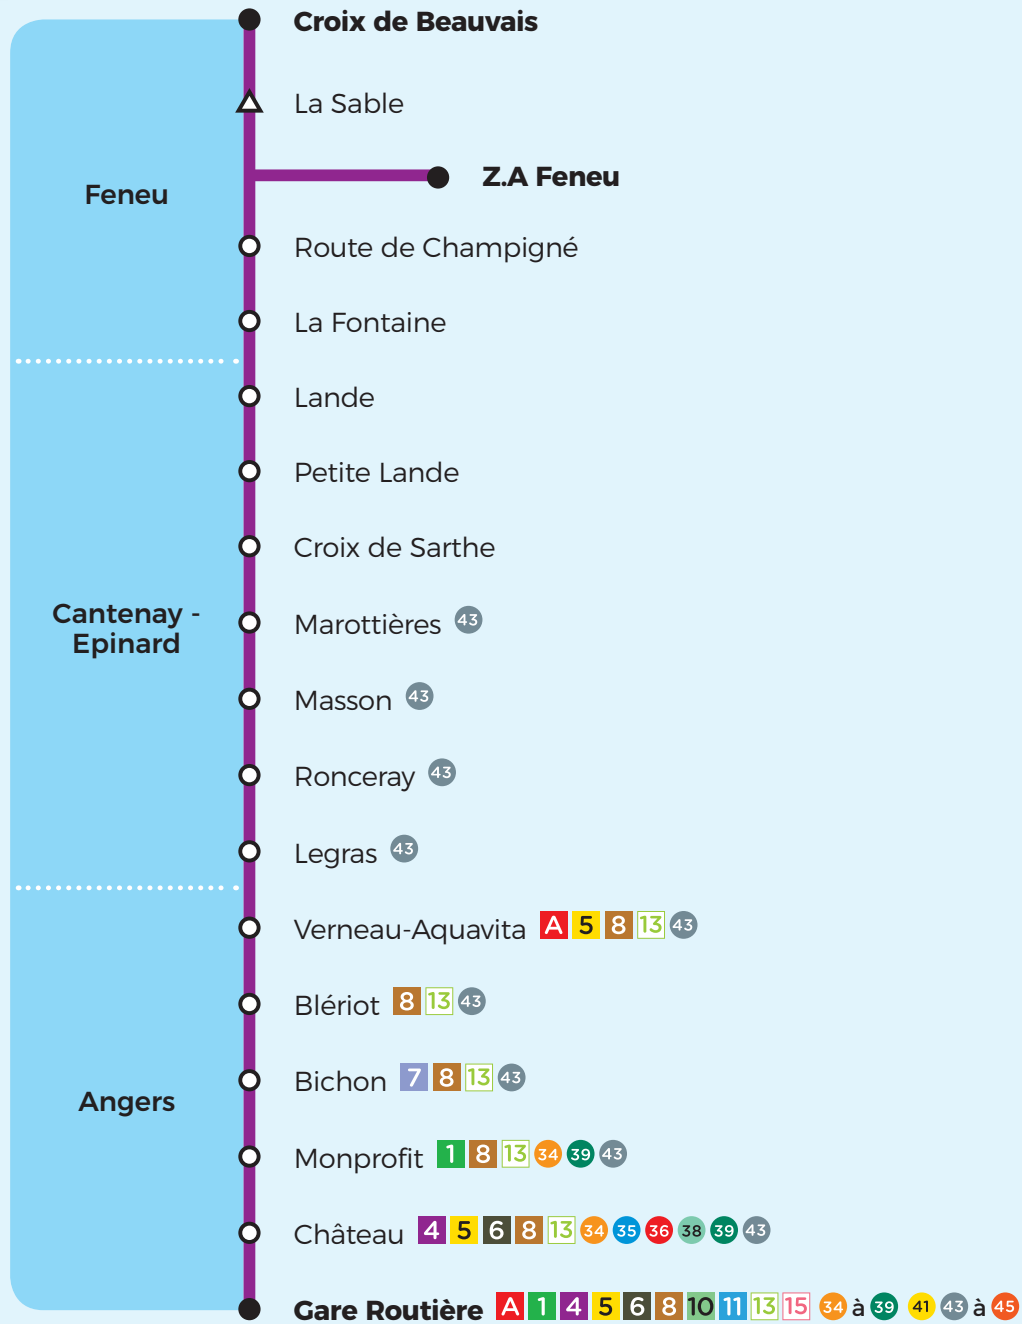 Croix de Beauvais
La Sable
Z.A Feneu
Feneu
Route de Champigné
La Fontaine
Lande
Petite Lande
Croix de Sarthe
Cantenay -
Epinard
Marottières 43
Masson 43
Ronceray 43
Legras 43
Verneau-Aquavita A 5 8 13 43
Blériot 8 13 43
Bichon 7 8 13 43
Angers
Monprofit 1 8 13 34 39 43
Château 4 5 6 8 13 34 35 36 38 39 43
Gare Routière A 1 4 5 6 8 10 11 13 15 34 à 39 41 43 à 45